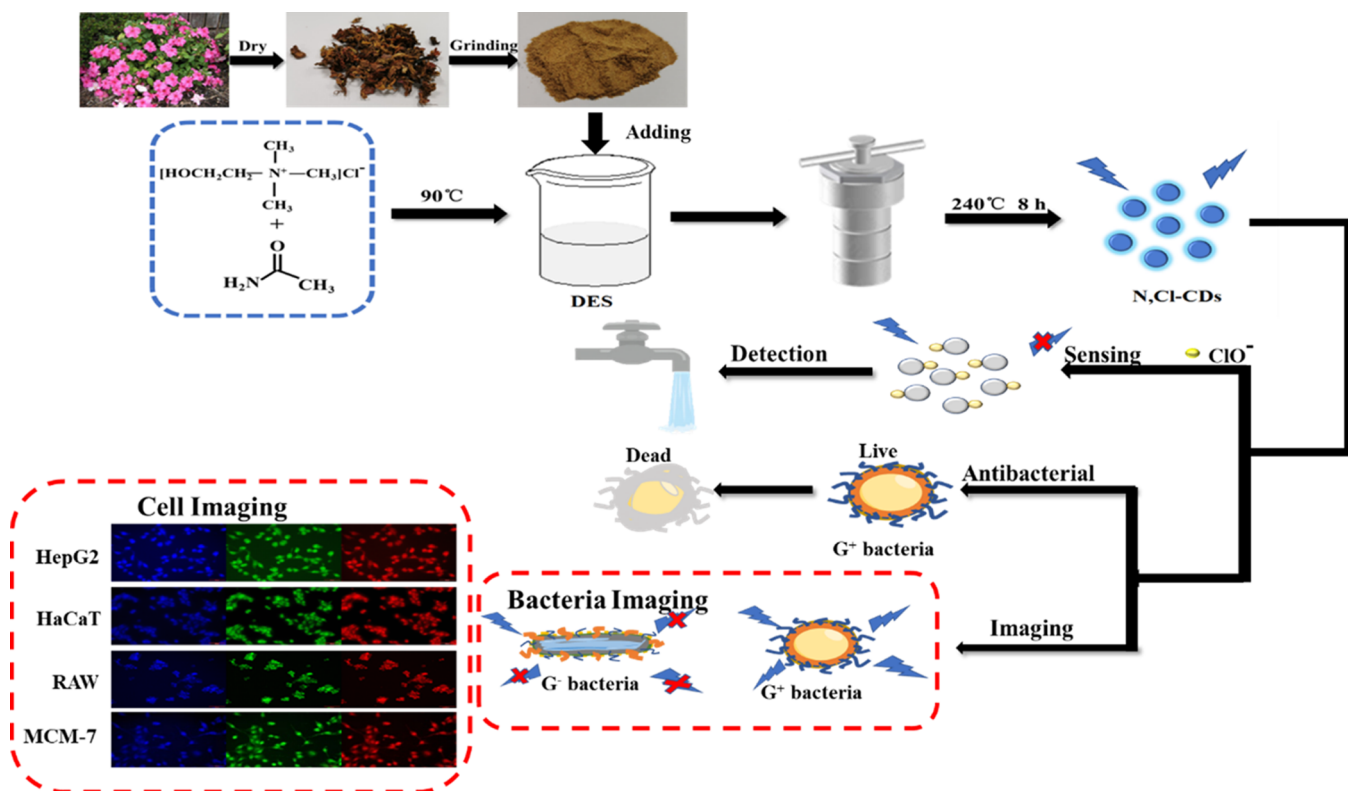 Dry
Grinding
Adding
CH₃
[HOCH₂CH₂—N⁺—CH₃]Cl⁻
CH₃
+
O
H₂N
CH₃
90℃
DES
240℃ 8 h
N,Cl-CDs
Detection
Sensing
ClO⁻
Dead
Live
Antibacterial
G⁺ bacteria
Cell Imaging
HepG2
HaCaT
RAW
MCM-7
Bacteria Imaging
G⁻ bacteria
G⁺ bacteria
Imaging